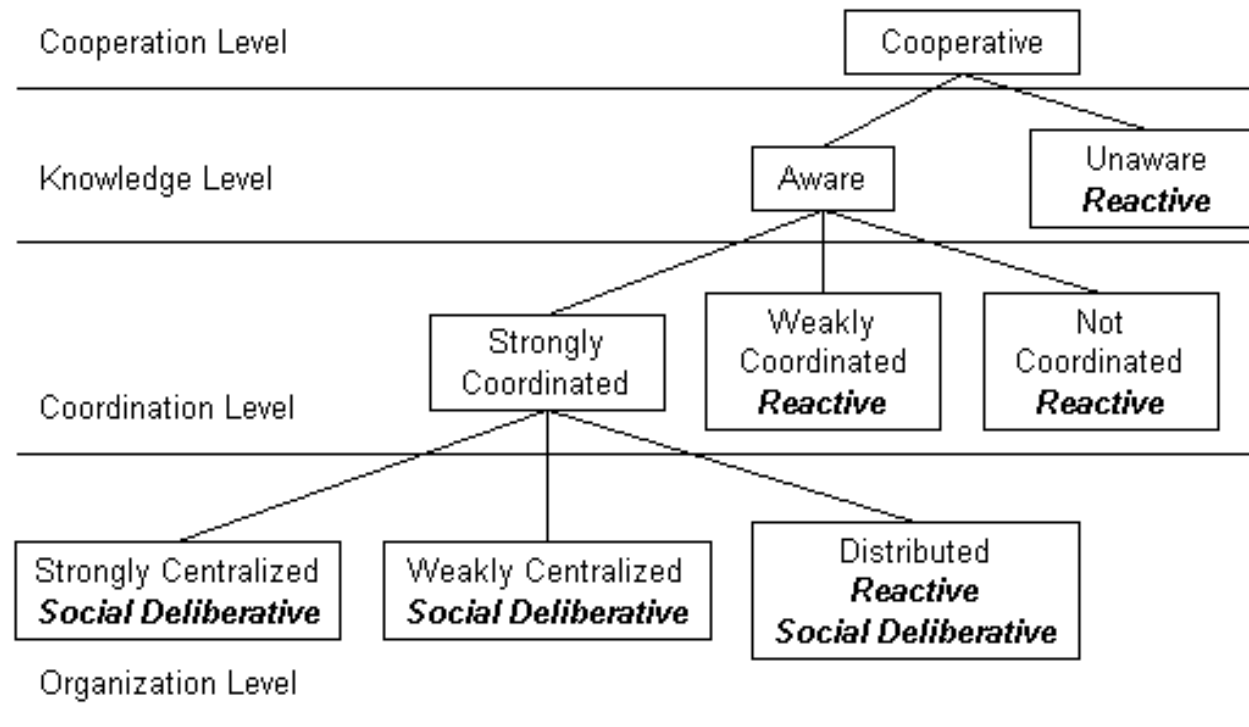 Cooperation Level
Cooperative
Knowledge Level
Aware
Unaware
Reactive
Coordination Level
Strongly
Coordinated
Weakly
Coordinated
Reactive
Not
Coordinated
Reactive
Strongly Centralized
Social Deliberative
Weakly Centralized
Social Deliberative
Distributed
Reactive
Social Deliberative
Organization Level